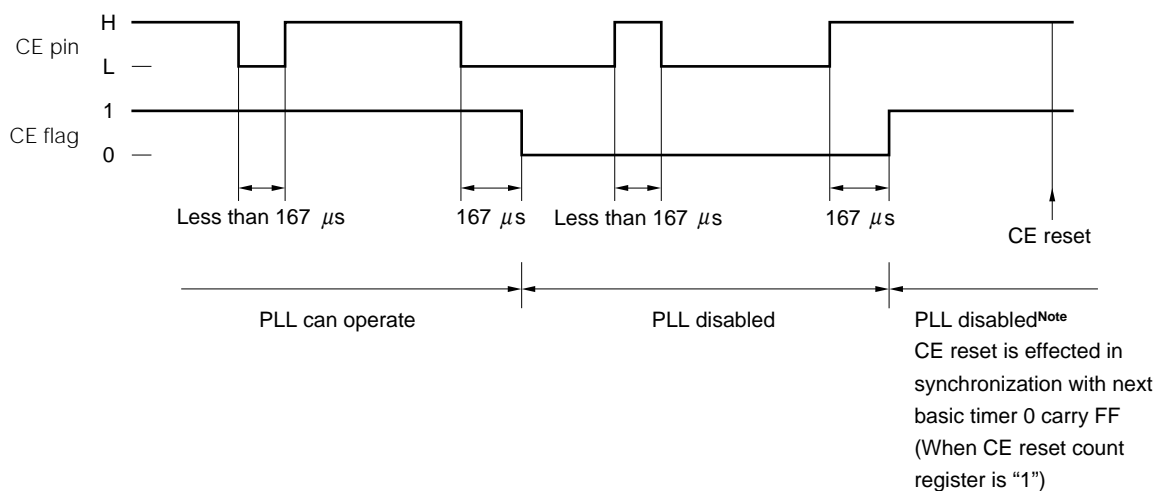 H
CE pin
L
1
CE flag
0
Less than 167 μs
167 μs
Less than 167 μs
167 μs
CE reset
PLL can operate
PLL disabled
PLL disabledNote
CE reset is effected in
synchronization with next
basic timer 0 carry FF
(When CE reset count
register is “1”)